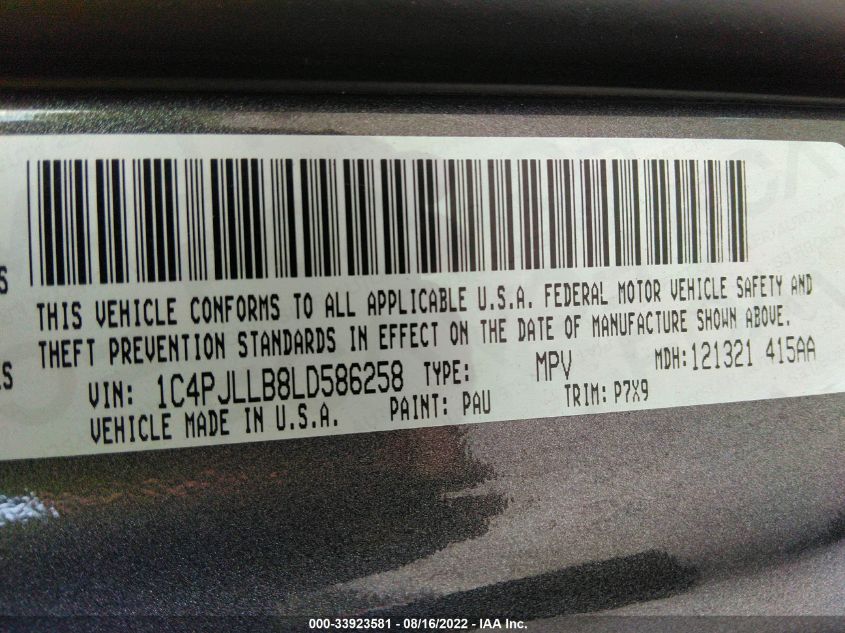 THIS VEHICLE CONFORMS TO ALL APPLICABLE U.S.A. FEDERAL MOTOR VEHICLE SAFETY AND
THEFT PREVENTION STANDARDS IN EFFECT ON THE DATE OF MANUFACTURE SHOWN ABOVE.
VIN: 1C4PJLLB8LD586258 TYPE: MPV MDH: 121321 415AA
VEHICLE MADE IN U.S.A. PAINT: PAU TRIM: P7X9
000-33923581 - 08/16/2022 - IAA Inc.